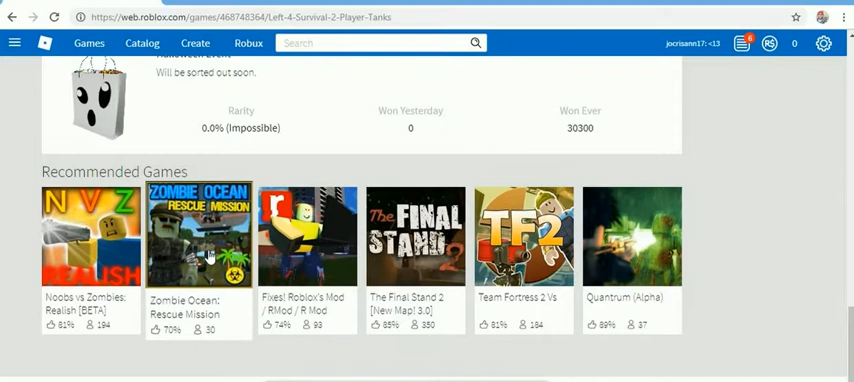 https://web.roblox.com/games/468748364/Left-4-Survival-2-Player-Tanks
Games Catalog Create Robux Search jocrisann17: <13 6 R$ 0
Will be sorted out soon.
Rarity Won Yesterday Won Ever
0.0% (Impossible) 0 30300
Recommended Games
NVZ
REALISH
ZOMBIE OCEAN
RESCUE MISSION
r
The FINAL
STAND 2
TF2
Noobs vs Zombies:
Realish [BETA]
81% 194
Zombie Ocean:
Rescue Mission
70% 30
Fixes! Roblox's Mod
/ RMod / R Mod
74% 93
The Final Stand 2
[New Map! 3.0]
85% 350
Team Fortress 2 Vs
81% 184
Quantrum (Alpha)
89% 37